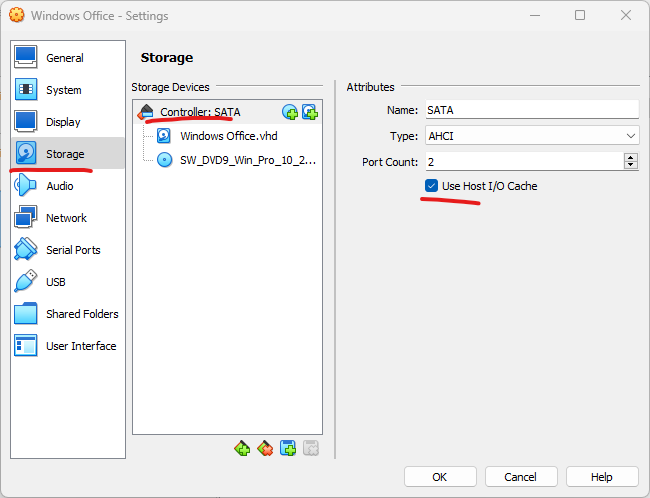 Windows Office - Settings
General
System
Display
Storage
Audio
Network
Serial Ports
USB
Shared Folders
User Interface
Storage
Storage Devices
Controller: SATA
Windows Office.vhd
SW_DVD9_Win_Pro_10_2...
Attributes
Name: SATA
Type: AHCI
Port Count: 2
Use Host I/O Cache
OK
Cancel
Help